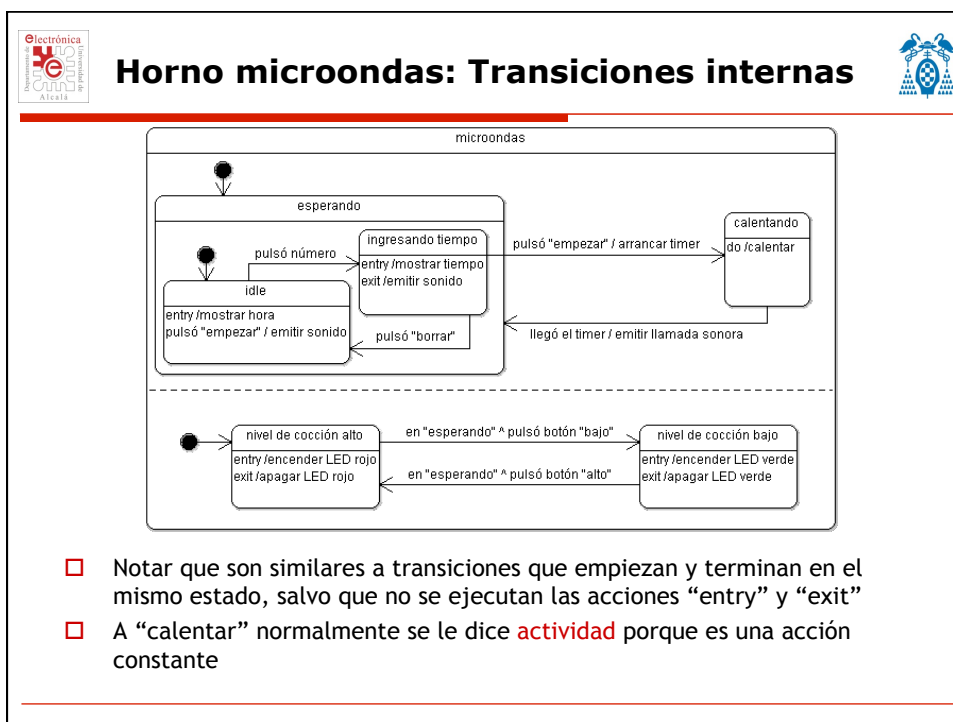 Electrónica
Departamento de
Universidad de
Alcalá
Horno microondas: Transiciones internas
microondas
esperando
calentando
do /calentar
ingresando tiempo
entry /mostrar tiempo
exit /emitir sonido
pulsó "empezar" / arrancar timer
pulsó número
idle
entry /mostrar hora
pulsó "empezar" / emitir sonido
pulsó "borrar"
llegó el timer / emitir llamada sonora
nivel de cocción alto
entry /encender LED rojo
exit /apagar LED rojo
en "esperando" ^ pulsó botón "bajo"
en "esperando" ^ pulsó botón "alto"
nivel de cocción bajo
entry /encender LED verde
exit /apagar LED verde
Notar que son similares a transiciones que empiezan y terminan en el
mismo estado, salvo que no se ejecutan las acciones “entry” y “exit”
A “calentar” normalmente se le dice actividad porque es una acción
constante